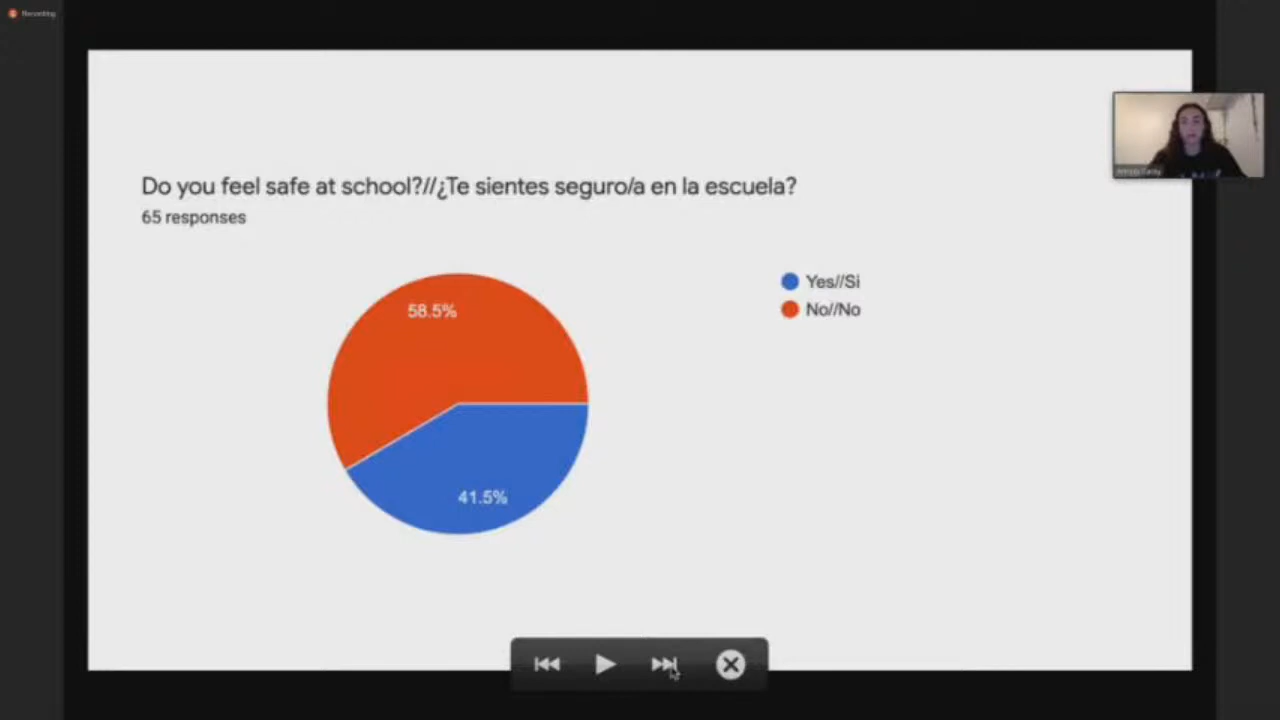 Recording
Do you feel safe at school?//¿Te sientes seguro/a en la escuela?
65 responses
58.5%
41.5%
Yes//Si
No//No